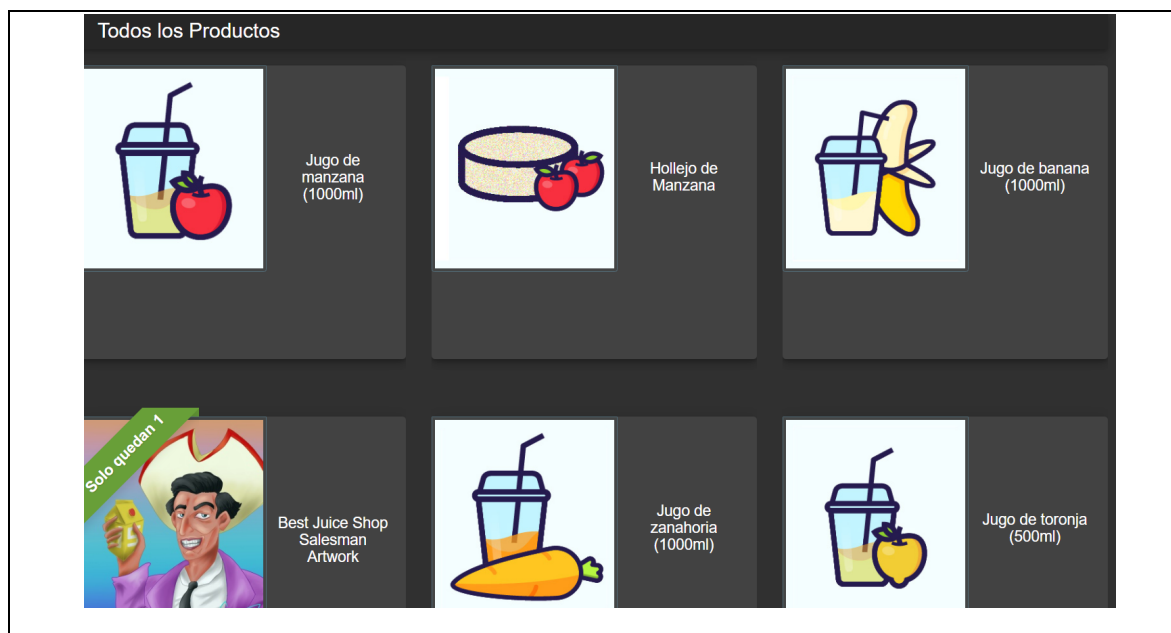 Todos los Productos
Jugo de
manzana
(1000ml)
Hollejo de
Manzana
Jugo de banana
(1000ml)
Solo quedan 1
Best Juice Shop
Salesman
Artwork
Jugo de
zanahoria
(1000ml)
Jugo de toronja
(500ml)